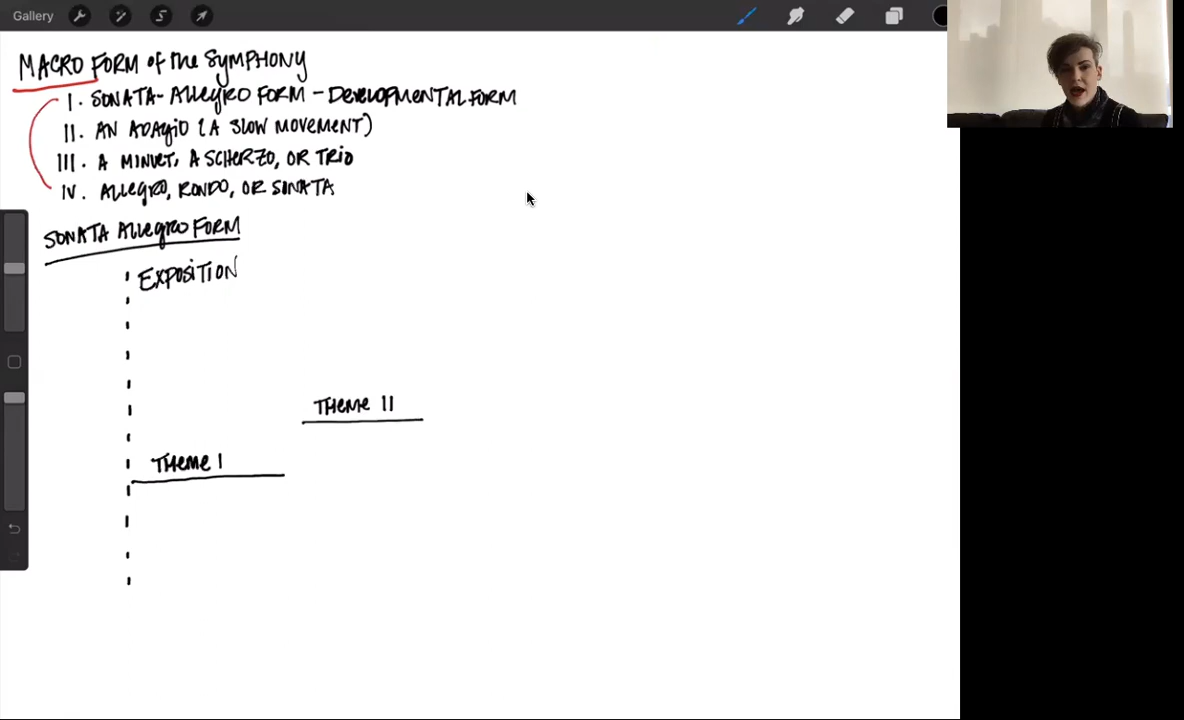 Gallery
MACRO FORM of the SYMPHONY
I. SONATA-ALLEGRO FORM - DEVELOPMENTAL FORM
II. AN ADAGIO (A SLOW MOVEMENT)
III. A MINUET, A SCHERZO, OR TRIO
IV. ALLEGRO, RONDO, OR SONATA
SONATA ALLEGRO FORM
EXPOSITION
THEME II
THEME I